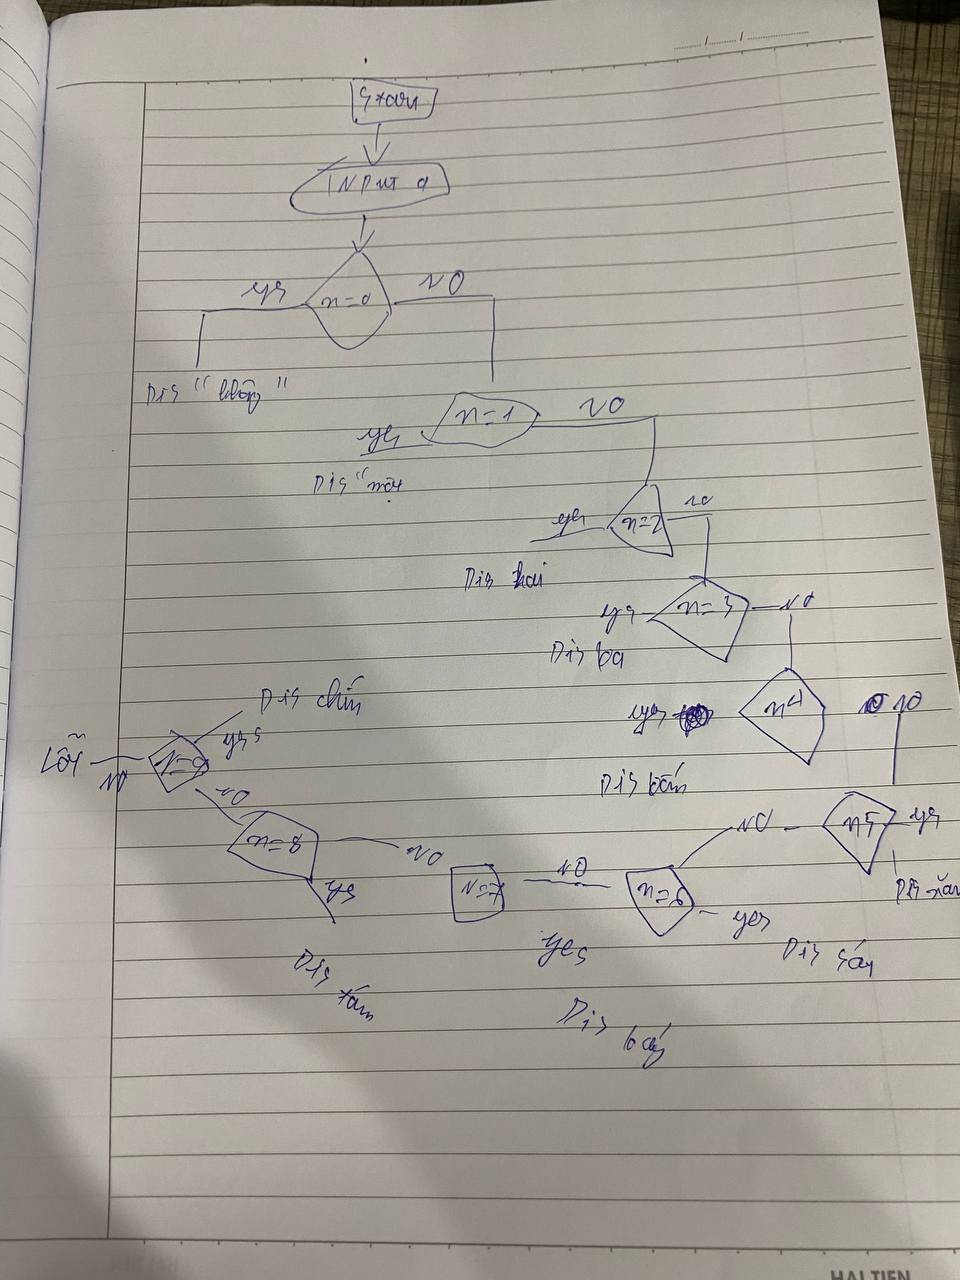 Start
INPUT a
n=0
yes
NO
Dis "không"
n=1
yes
NO
Dis "một
n=2
yes
no
Dis hai
n=3
yes
NO
Dis ba
n4
yes
no
Dis bốn
n5
yes
NO
Dis năm
n=6
yes
NO
Dis sáu
N=7
Yes
NO
Dis bảy
n=8
yes
NO
Dis tám
N=9
yes
NO
Dis chín
Lỗi
HAI TIEN